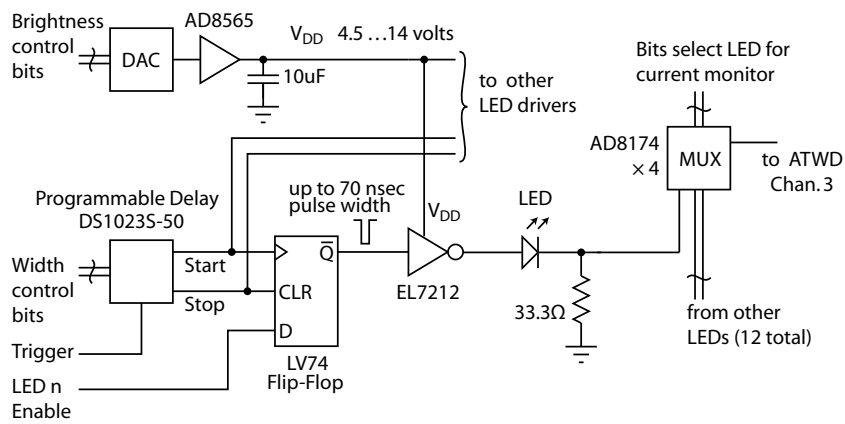 Brightness
control
bits
DAC
AD8565
V_DD 4.5 …14 volts
10uF
to other
LED drivers
Bits select LED for
current monitor
AD8174
× 4
MUX
to ATWD
Chan. 3
Programmable Delay
DS1023S-50
up to 70 nsec
pulse width
V_DD
LED
Width
control
bits
Start
Stop
Q̅
CLR
D
EL7212
33.3Ω
from other
LEDs (12 total)
Trigger
LED n
Enable
LV74
Flip-Flop